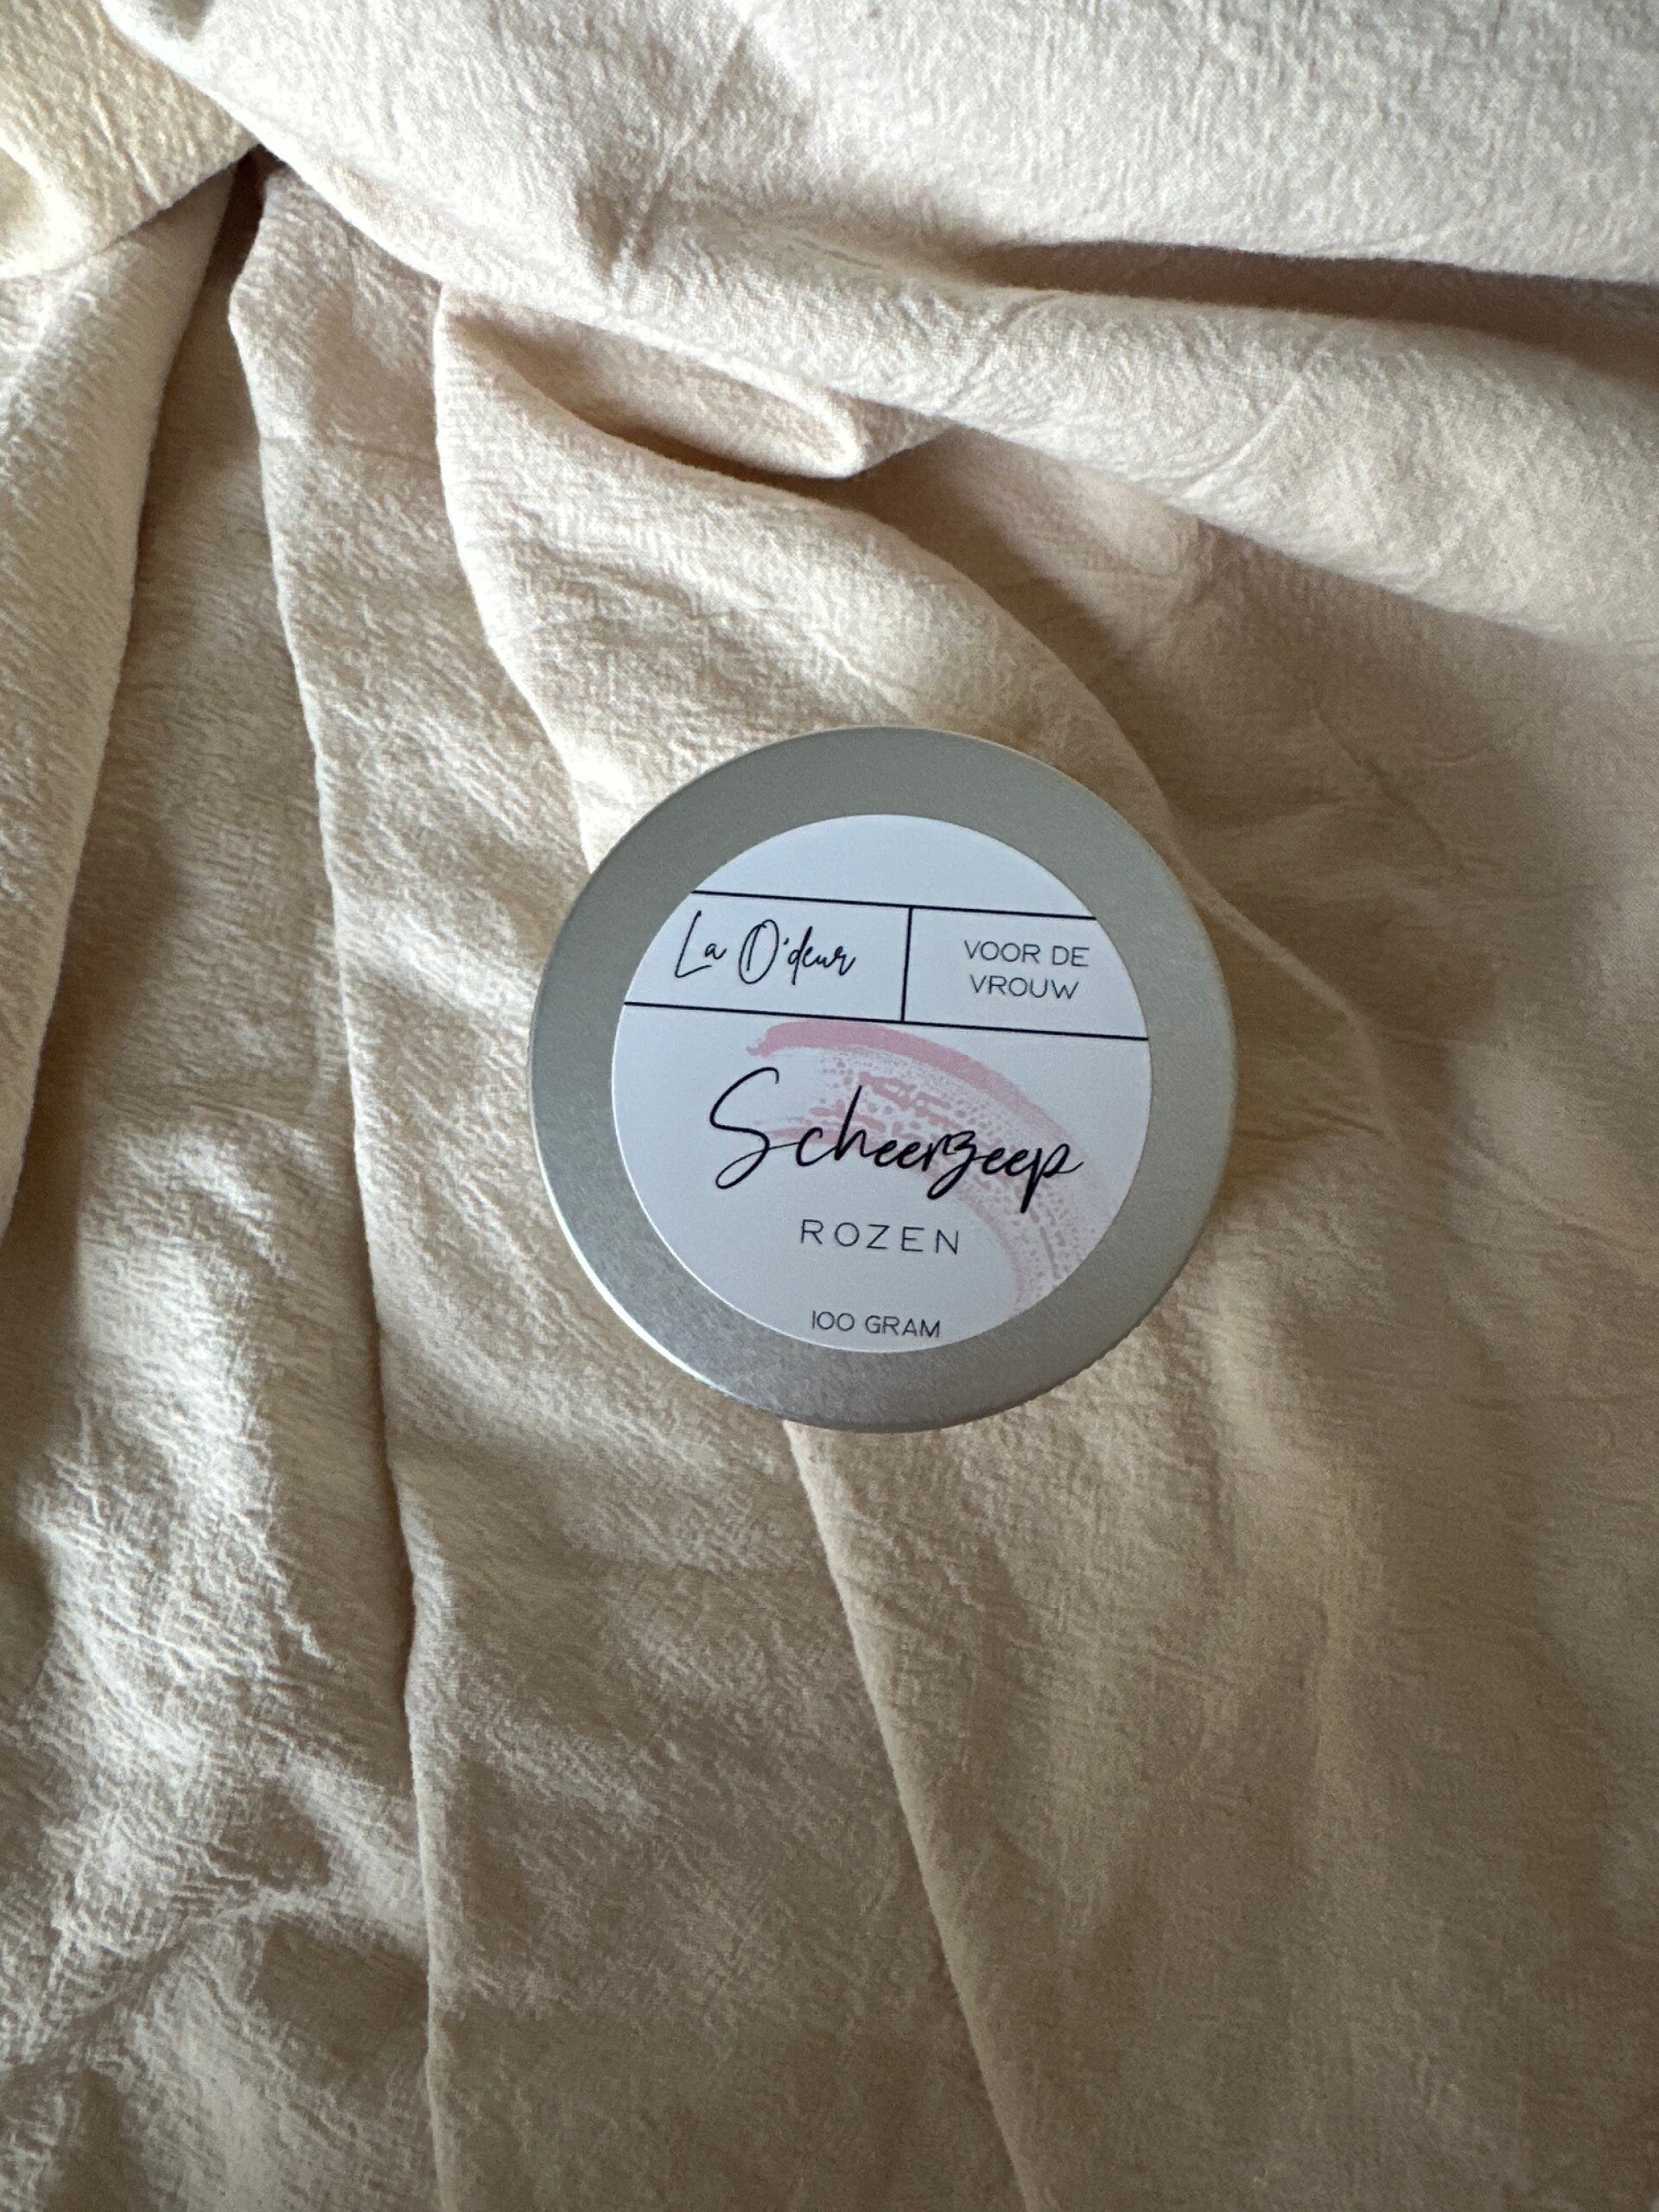 La O'deur
VOOR DE
VROUW
Scheerzeep
ROZEN
100 GRAM